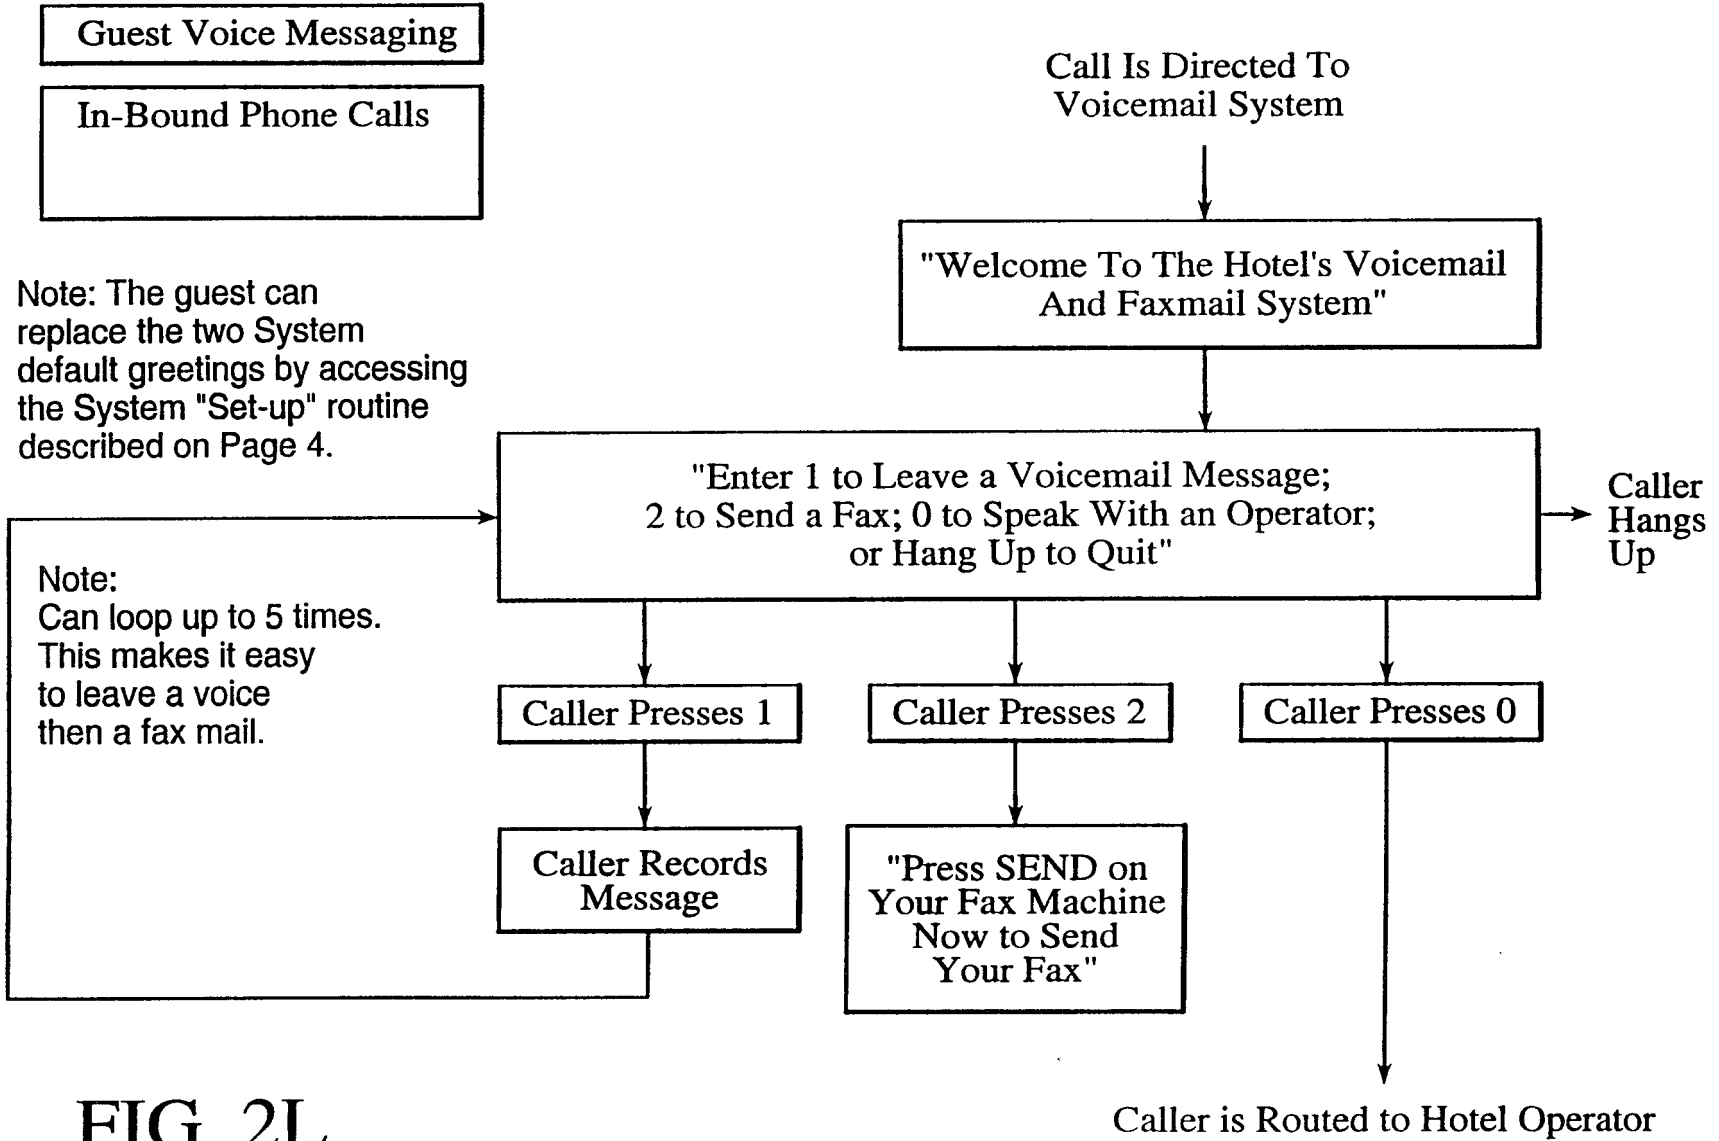 Guest Voice Messaging
In-Bound Phone Calls
Call Is Directed To
Voicemail System
"Welcome To The Hotel's Voicemail
And Faxmail System"
Note: The guest can
replace the two System
default greetings by accessing
the System "Set-up" routine
described on Page 4.
"Enter 1 to Leave a Voicemail Message;
2 to Send a Fax; 0 to Speak With an Operator;
or Hang Up to Quit"
Caller
Hangs
Up
Note:
Can loop up to 5 times.
This makes it easy
to leave a voice
then a fax mail.
Caller Presses 1
Caller Presses 2
Caller Presses 0
Caller Records
Message
"Press SEND on
Your Fax Machine
Now to Send
Your Fax"
Caller is Routed to Hotel Operator
FIG. 2L